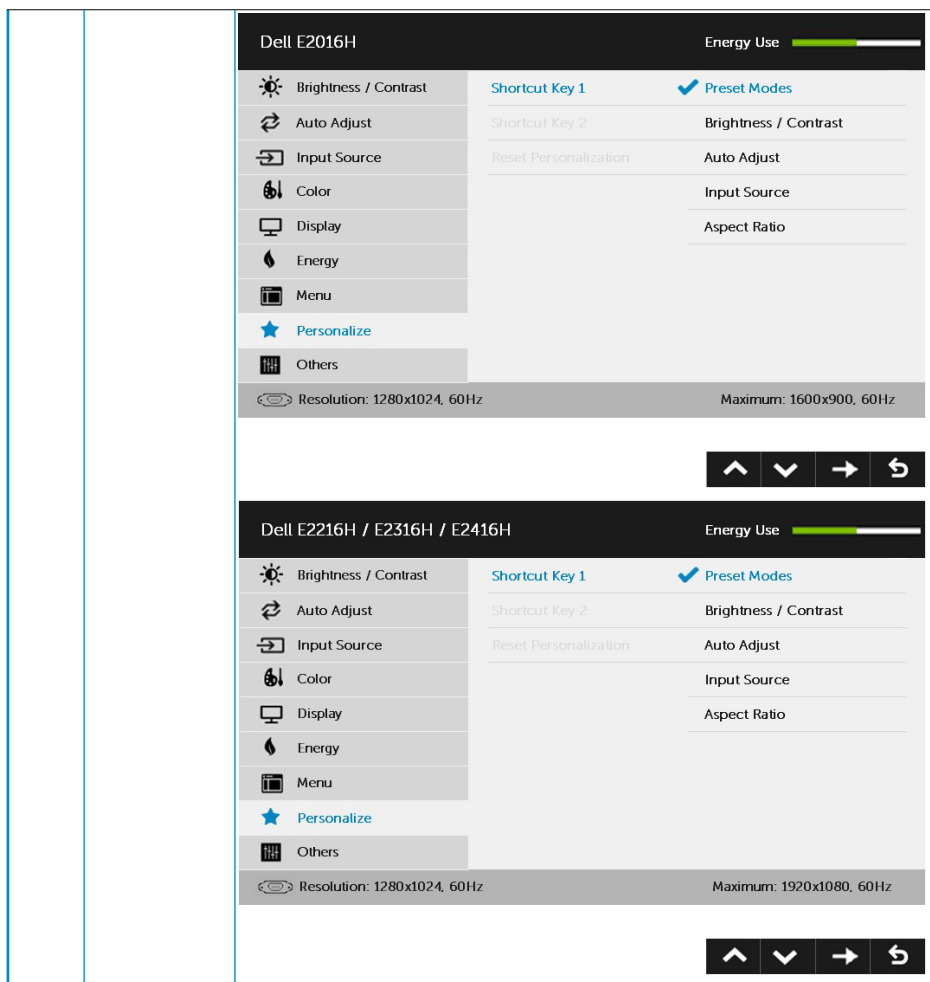 Dell E2016H Energy Use
Brightness / Contrast Shortcut Key 1 Preset Modes
Auto Adjust Shortcut Key 2 Brightness / Contrast
Input Source Reset Personalization Auto Adjust
Color Input Source
Display Aspect Ratio
Energy
Menu
Personalize
Others
Resolution: 1280x1024, 60Hz Maximum: 1600x900, 60Hz
Dell E2216H / E2316H / E2416H Energy Use
Brightness / Contrast Shortcut Key 1 Preset Modes
Auto Adjust Shortcut Key 2 Brightness / Contrast
Input Source Reset Personalization Auto Adjust
Color Input Source
Display Aspect Ratio
Energy
Menu
Personalize
Others
Resolution: 1280x1024, 60Hz Maximum: 1920x1080, 60Hz